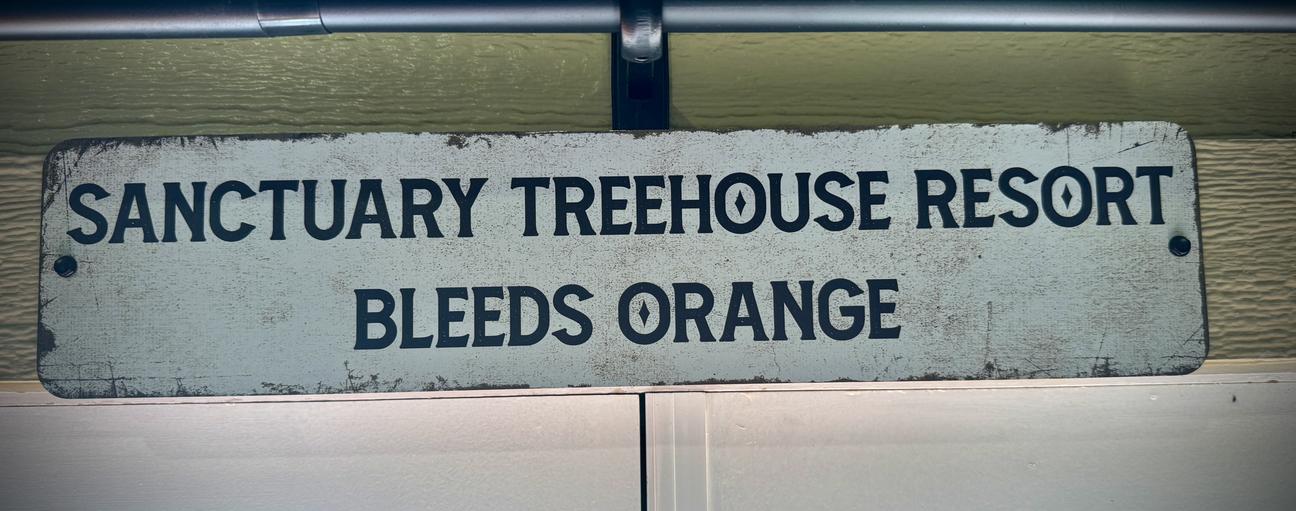 SANCTUARY TREEHOUSE RESORT
BLEEDS ORANGE